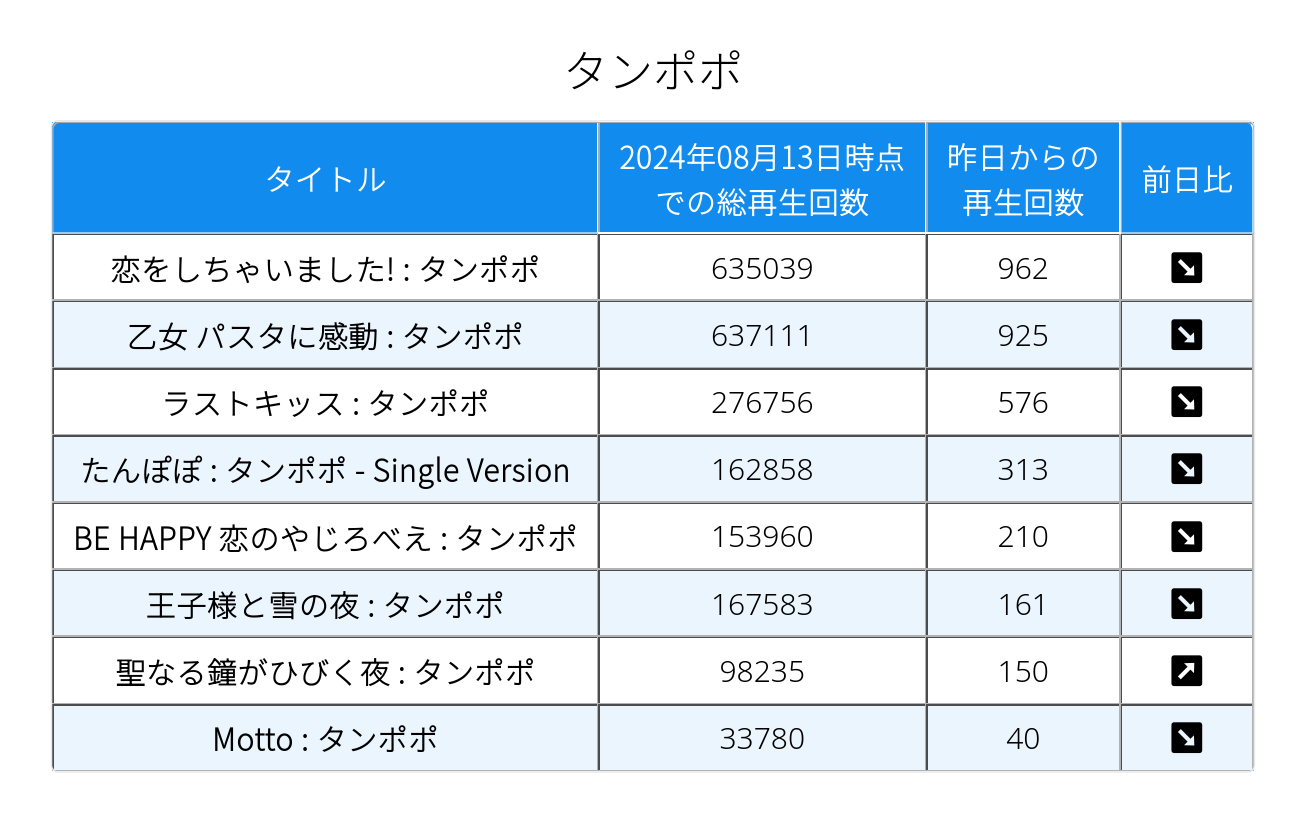 タンポポ
タイトル 2024年08月13日時点での総再生回数 昨日からの再生回数 前日比
恋をしちゃいました! : タンポポ 635039 962 ↘
乙女 パスタに感動 : タンポポ 637111 925 ↘
ラストキッス : タンポポ 276756 576 ↘
たんぽぽ : タンポポ - Single Version 162858 313 ↘
BE HAPPY 恋のやじろべえ : タンポポ 153960 210 ↘
王子様と雪の夜 : タンポポ 167583 161 ↘
聖なる鐘がひびく夜 : タンポポ 98235 150 ↗
Motto : タンポポ 33780 40 ↘